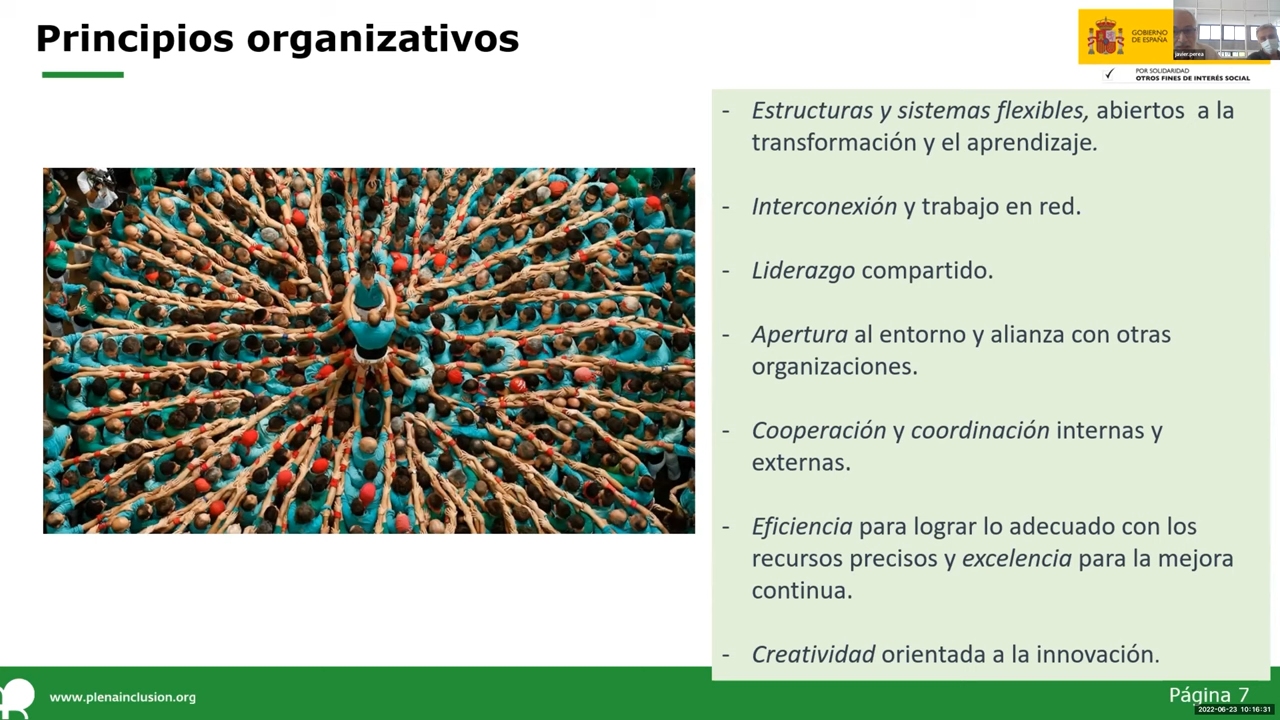 Principios organizativos
GOBIERNO
DE ESPAÑA
javier.perea
POR SOLIDARIDAD
OTROS FINES DE INTERÉS SOCIAL
- Estructuras y sistemas flexibles, abiertos a la
transformación y el aprendizaje.
- Interconexión y trabajo en red.
- Liderazgo compartido.
- Apertura al entorno y alianza con otras
organizaciones.
- Cooperación y coordinación internas y
externas.
- Eficiencia para lograr lo adecuado con los
recursos precisos y excelencia para la mejora
continua.
- Creatividad orientada a la innovación.
www.plenainclusion.org
Página 7
2022-06-23 10:16:31